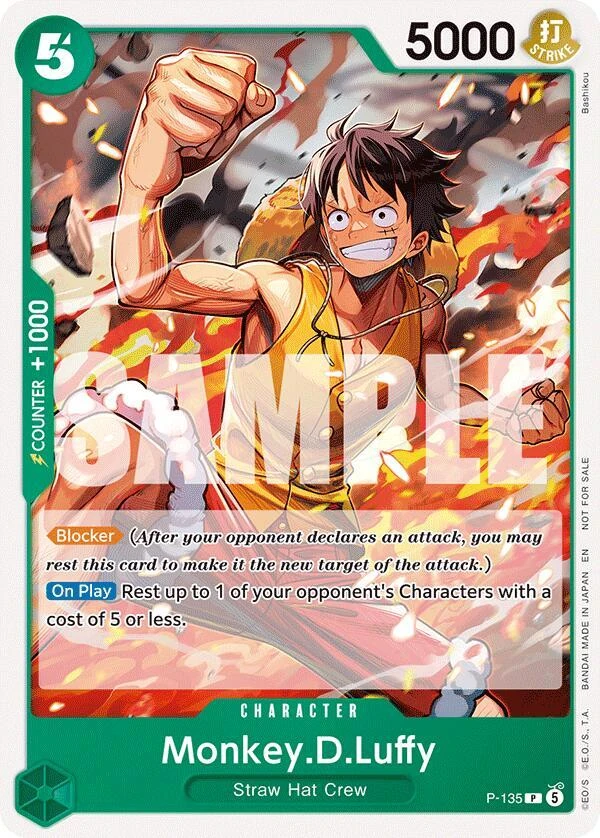 5
5000
打
STRIKE
Bashikou
COUNTER +1000
SAMPLE
Blocker (After your opponent declares an attack, you may
rest this card to make it the new target of the attack.)
On Play Rest up to 1 of your opponent's Characters with a
cost of 5 or less.
CHARACTER
Monkey.D.Luffy
Straw Hat Crew
P-135 P 5
©EO/S ©E.O./S., T.A. BANDAI MADE IN JAPAN EN NOT FOR SALE